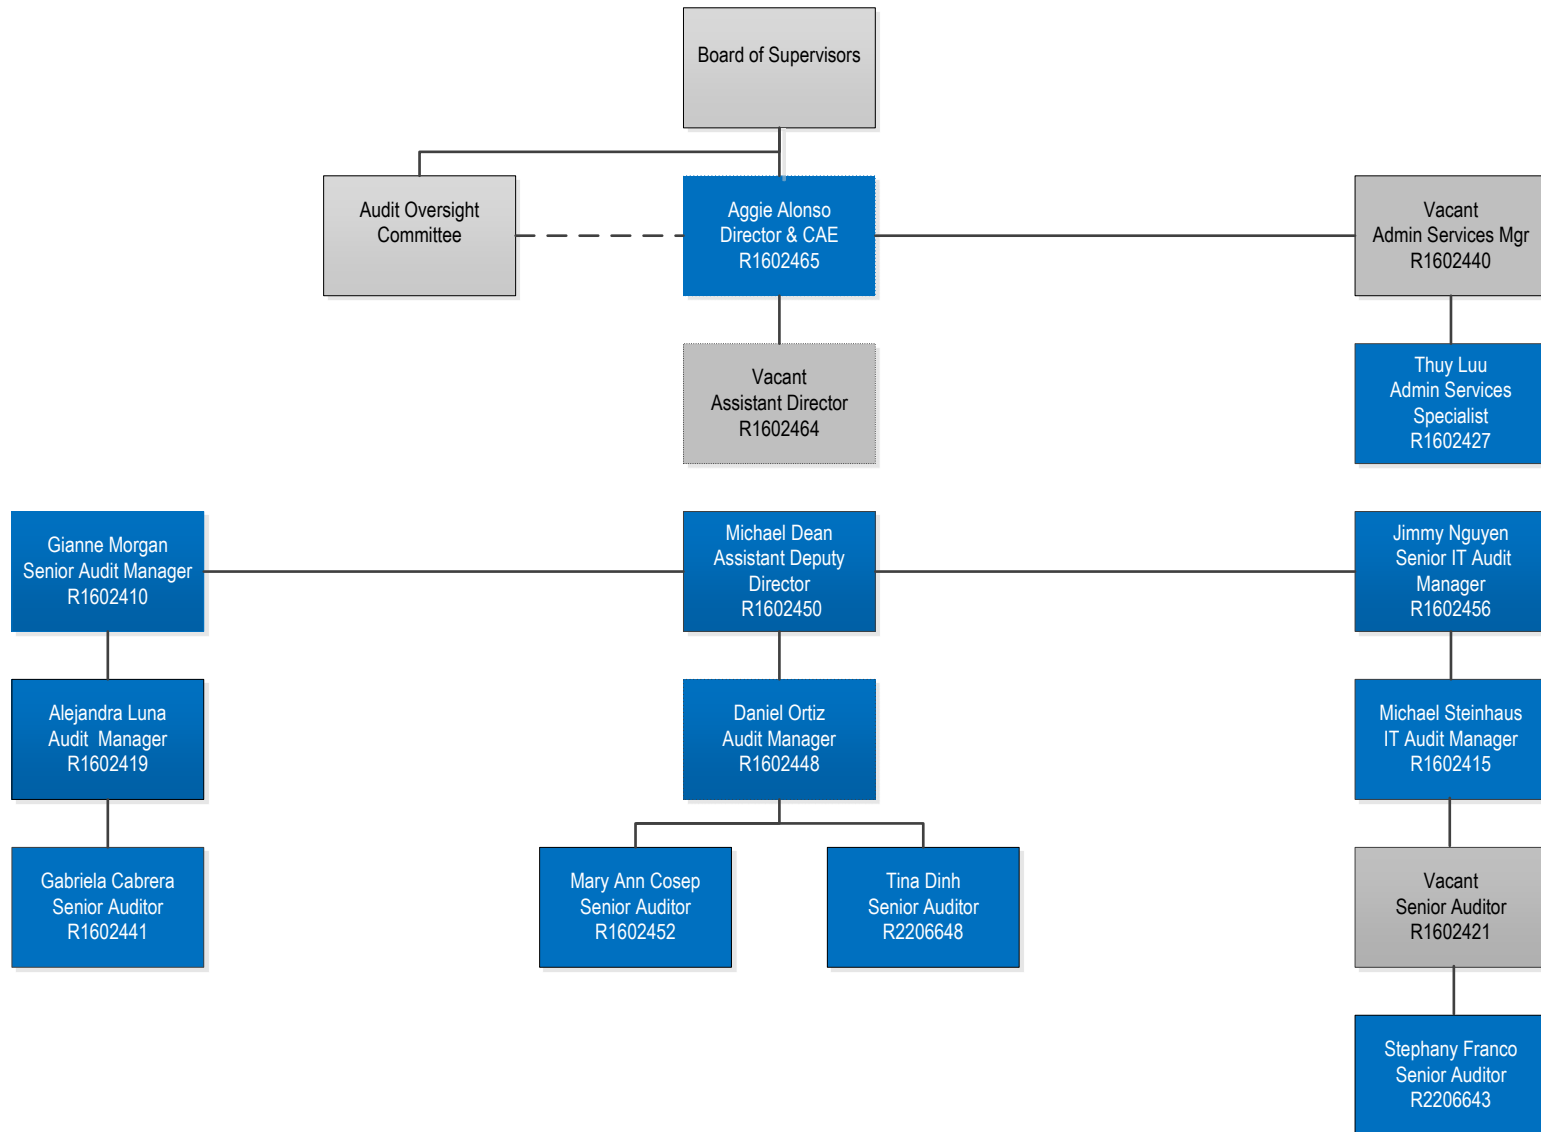 Board of Supervisors
Audit Oversight
Committee
Aggie Alonso
Director & CAE
R1602465
Vacant
Admin Services Mgr
R1602440
Vacant
Assistant Director
R1602464
Thuy Luu
Admin Services
Specialist
R1602427
Gianne Morgan
Senior Audit Manager
R1602410
Michael Dean
Assistant Deputy
Director
R1602450
Jimmy Nguyen
Senior IT Audit
Manager
R1602456
Alejandra Luna
Audit  Manager
R1602419
Daniel Ortiz
Audit Manager
R1602448
Michael Steinhaus
IT Audit Manager
R1602415
Gabriela Cabrera
Senior Auditor
R1602441
Mary Ann Cosep
Senior Auditor
R1602452
Tina Dinh
Senior Auditor
R2206648
Vacant
Senior Auditor
R1602421
Stephany Franco
Senior Auditor
R2206643